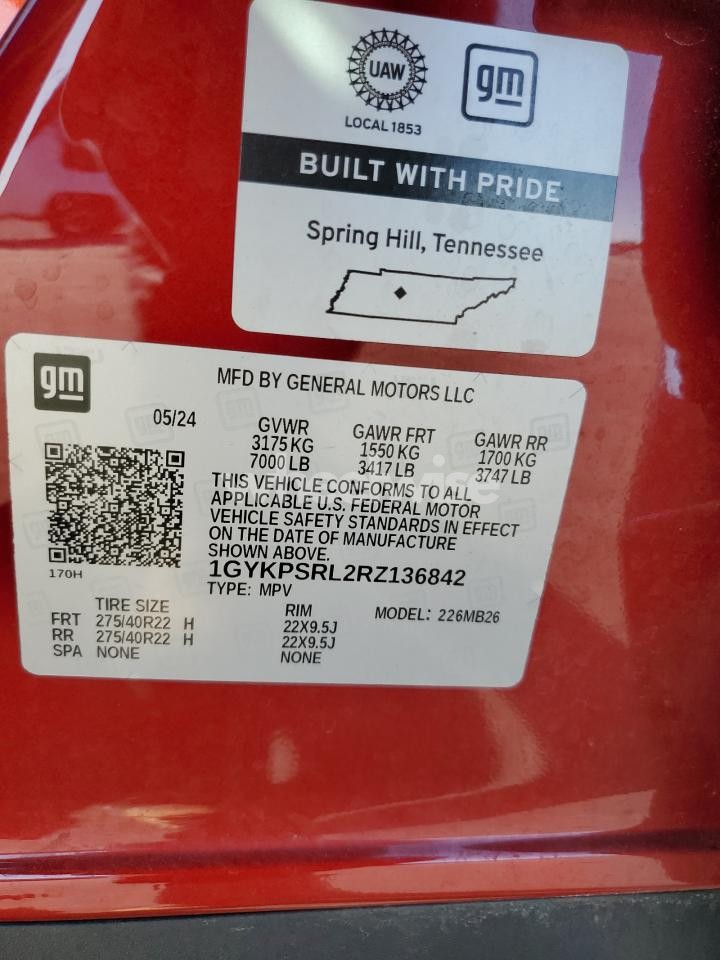 UAW
gm
LOCAL 1853
BUILT WITH PRIDE
Spring Hill, Tennessee
gm
MFD BY GENERAL MOTORS LLC
05/24
GVWR GAWR FRT GAWR RR
3175 KG 1550 KG 1700 KG
7000 LB 3417 LB 3747 LB
THIS VEHICLE CONFORMS TO ALL
APPLICABLE U.S. FEDERAL MOTOR
VEHICLE SAFETY STANDARDS IN EFFECT
ON THE DATE OF MANUFACTURE
SHOWN ABOVE.
170H
1GYKPSRL2RZ136842
TYPE: MPV MODEL: 226MB26
TIRE SIZE RIM
FRT 275/40R22 H 22X9.5J
RR 275/40R22 H 22X9.5J
SPA NONE NONE